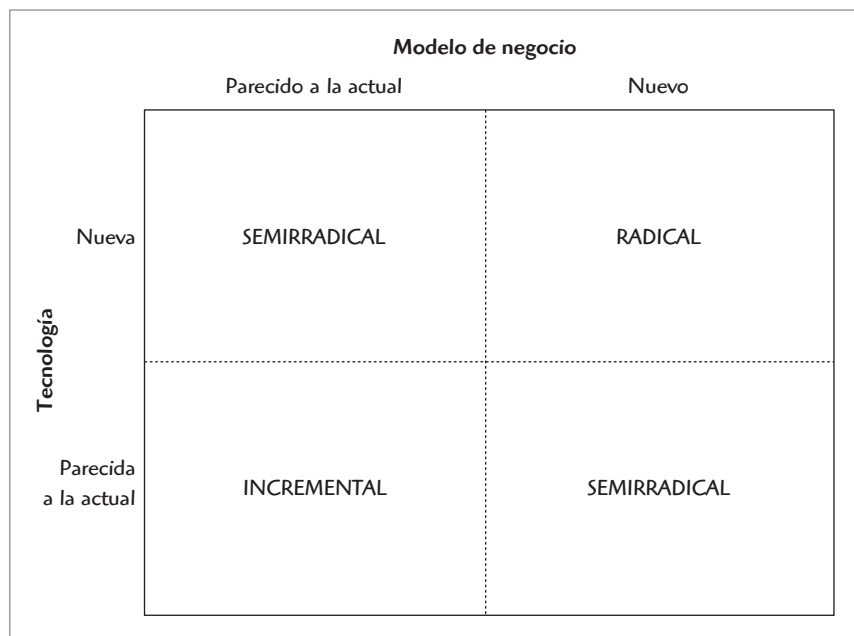 Modelo de negocio
Parecido a la actual
Nuevo
Nueva
SEMIRRADICAL
RADICAL
Tecnología
Parecida
a la actual
INCREMENTAL
SEMIRRADICAL